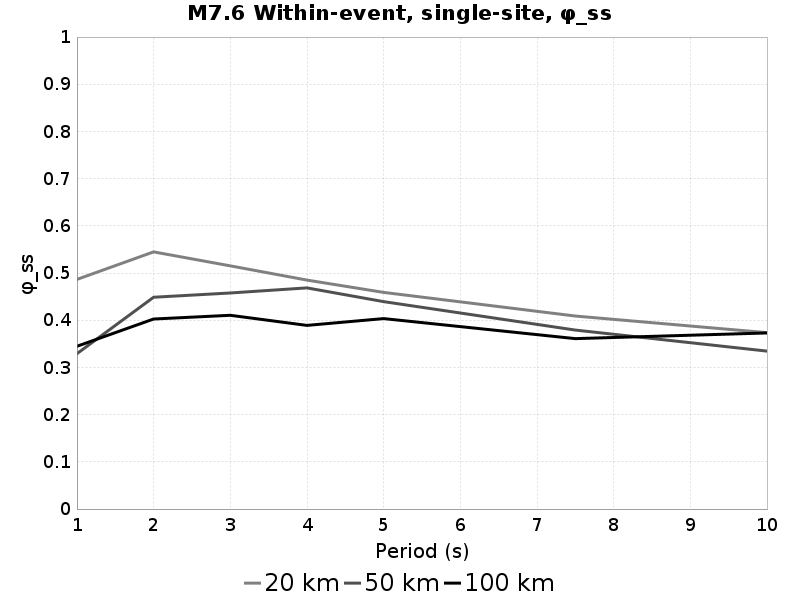 M7.6 Within-event, single-site, φ_ss
1
0.9
0.8
0.7
0.6
0.5
0.4
0.3
0.2
0.1
0
φ_ss
1 2 3 4 5 6 7 8 9 10
Period (s)
20 km 50 km 100 km